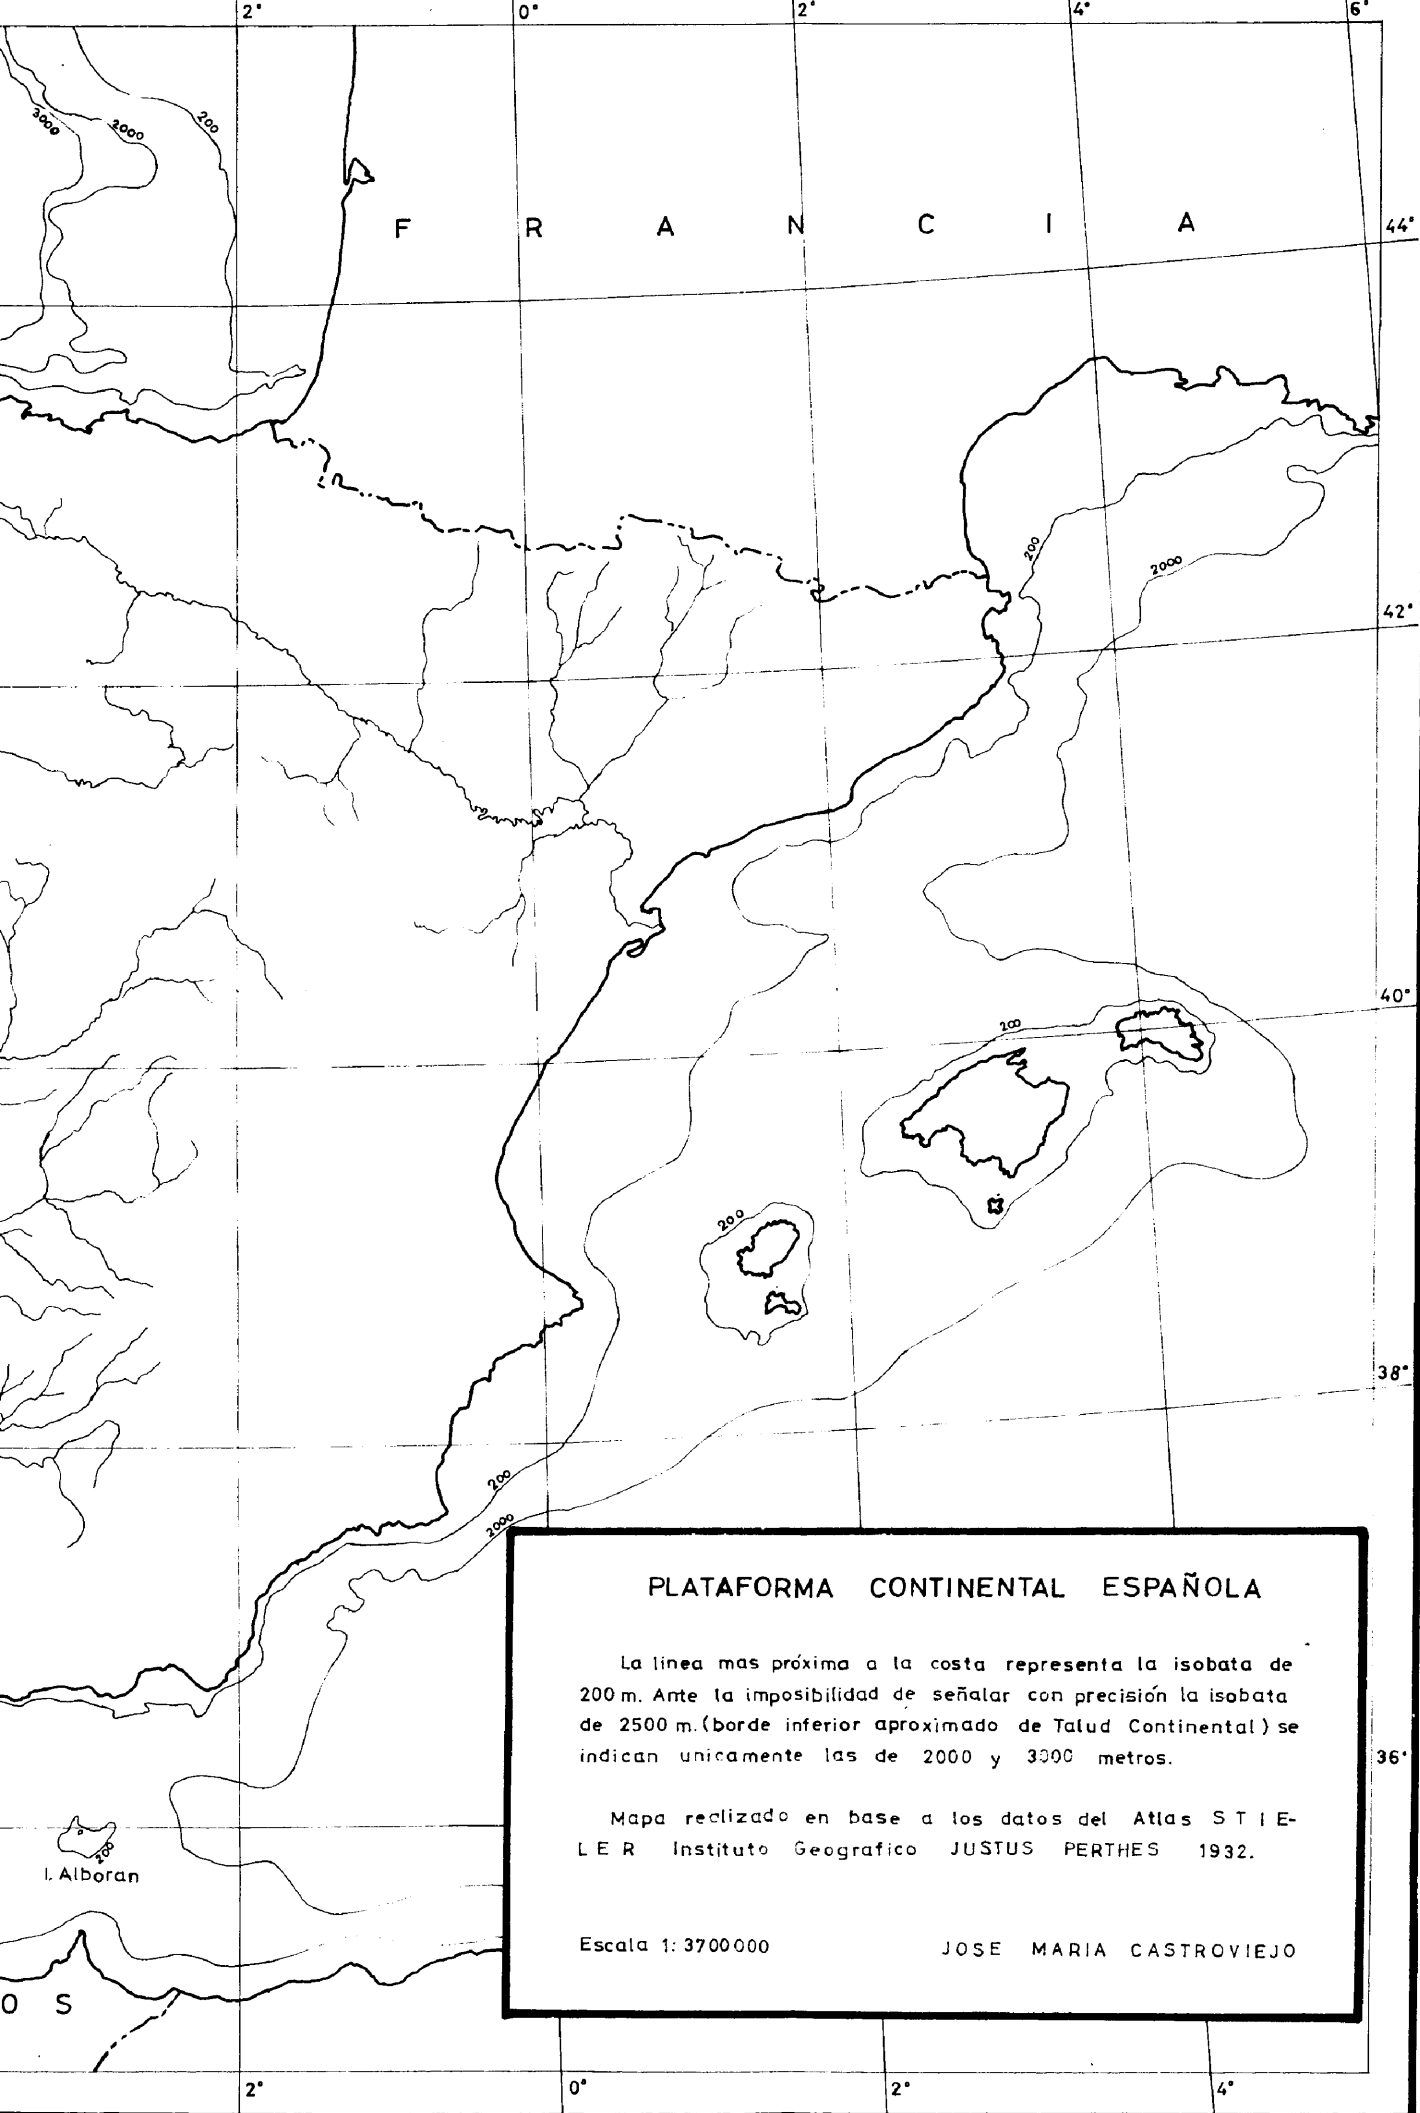 2° 0° 2° 4° 6°
3000 2000 200
F R A N C I A
44°
200
2000
42°
40°
200
200
38°
200
2000
PLATAFORMA CONTINENTAL ESPAÑOLA
La linea mas próxima a la costa representa la isobata de
200 m. Ante la imposibilidad de señalar con precisión la isobata
de 2500 m. (borde inferior aproximado de Talud Continental) se
indican unicamente las de 2000 y 3000 metros.
36°
Mapa reclizado en base a los datos del Atlas S T I E-
L E R Instituto Geografico JUSTUS PERTHES 1932.
200
I. Alboran
Escala 1: 3700000 JOSE MARIA CASTROVIEJO
O S
2° 0° 2° 4°